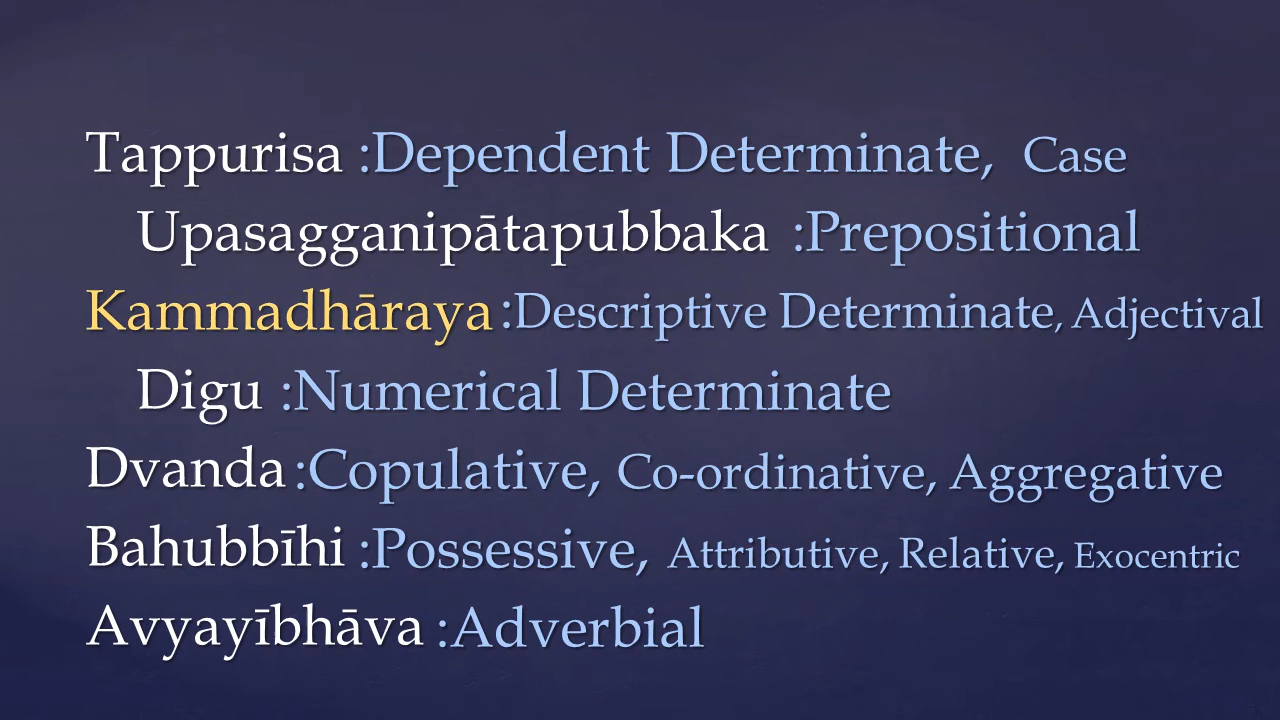 Tappurisa :Dependent Determinate, Case
Upasagganipātapubbaka :Prepositional
Kammadhāraya :Descriptive Determinate, Adjectival
Digu :Numerical Determinate
Dvanda :Copulative, Co-ordinative, Aggregative
Bahubbīhi :Possessive, Attributive, Relative, Exocentric
Avyayībhāva :Adverbial